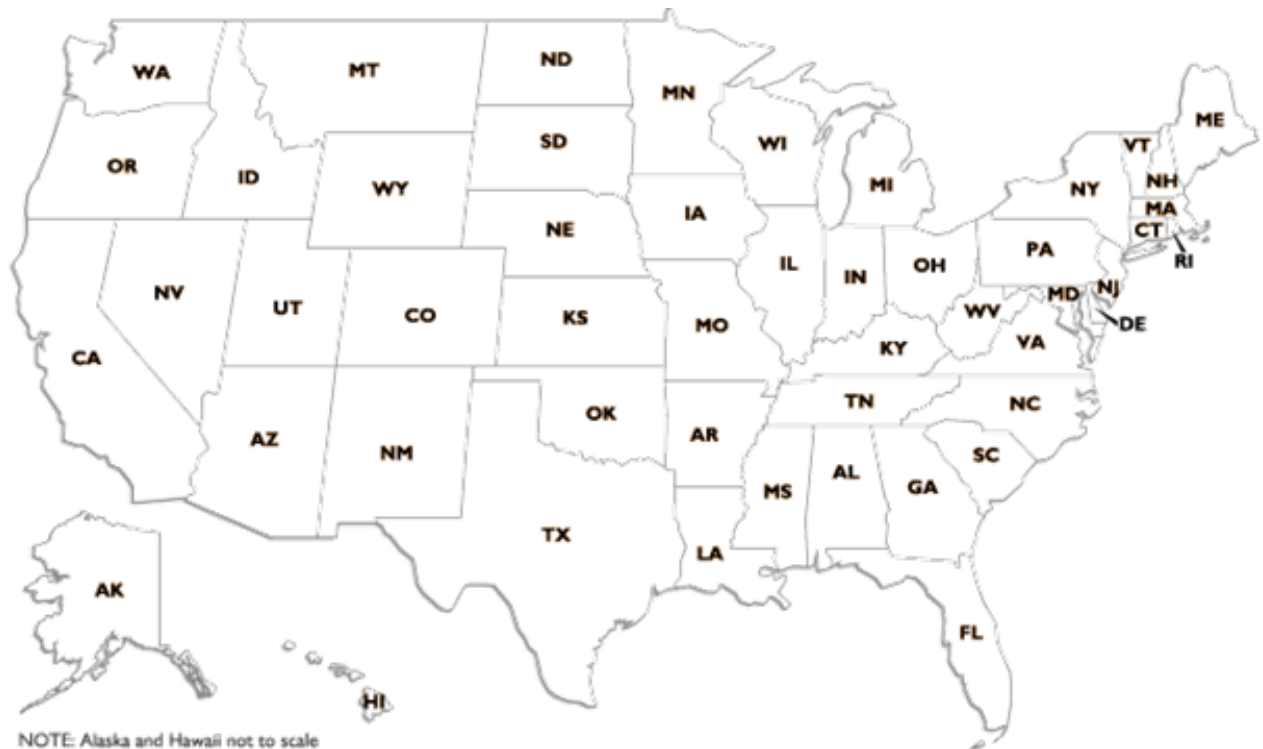 WA
MT
ND
MN
ME
OR
ID
SD
WI
VT
WY
MI
NY
NH
IA
MA
NE
CT
PA
RI
NV
UT
CO
KS
IL
IN
OH
MD
NJ
WV
DE
CA
MO
KY
VA
TN
NC
AZ
NM
OK
AR
SC
MS
AL
GA
TX
LA
AK
FL
HI
NOTE: Alaska and Hawaii not to scale